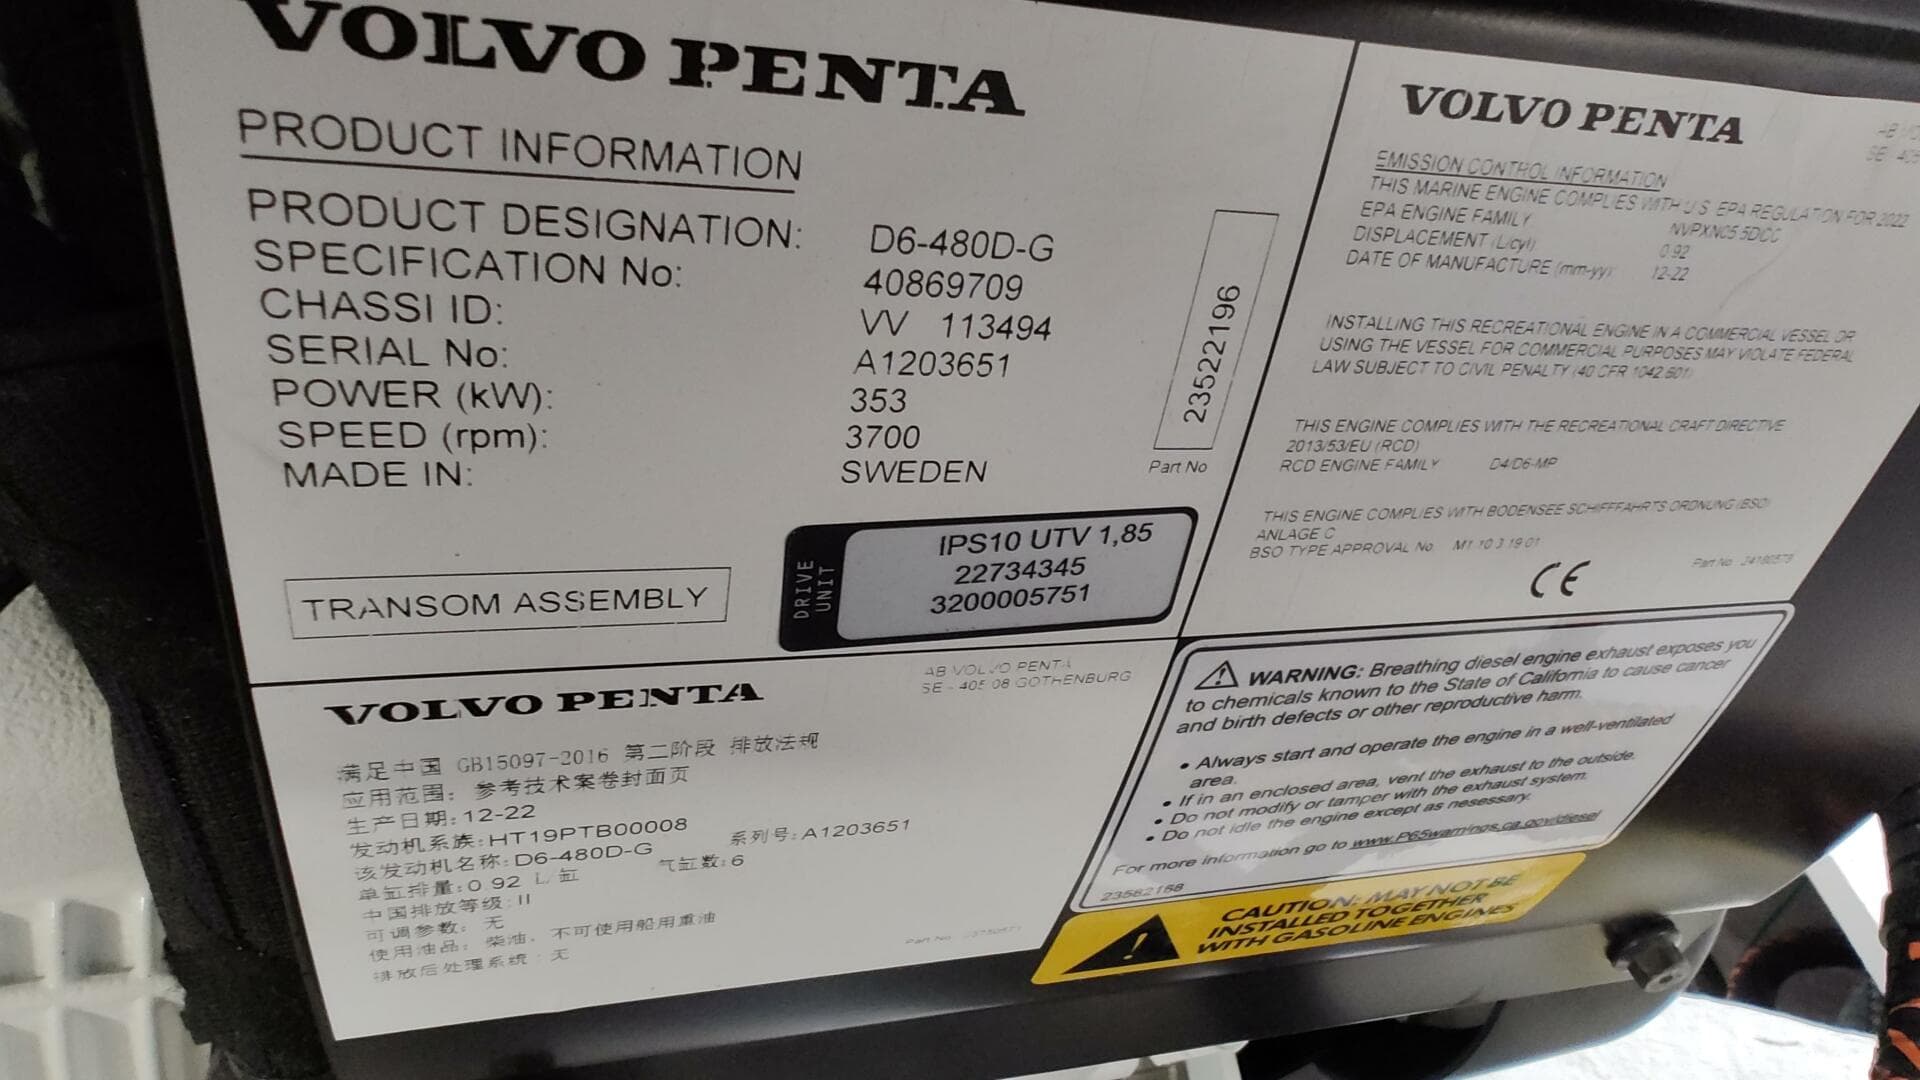 VOLVO PENTA
PRODUCT INFORMATION
PRODUCT DESIGNATION: D6-480D-G
SPECIFICATION No: 40869709
CHASSI ID: VV 113494
SERIAL No: A1203651
POWER (kW): 353
SPEED (rpm): 3700
MADE IN: SWEDEN
23522196
Part No
TRANSOM ASSEMBLY
DRIVE UNIT
IPS10 UTV 1,85
22734345
3200005751
VOLVO PENTA
EMISSION CONTROL INFORMATION
THIS MARINE ENGINE COMPLIES WITH U.S. EPA REGULATION FOR 2022
EPA ENGINE FAMILY NVPXNC5.5DCC
DISPLACEMENT (L/cyl) 0.92
DATE OF MANUFACTURE (mm-yy) 12-22
INSTALLING THIS RECREATIONAL ENGINE IN A COMMERCIAL VESSEL OR
USING THE VESSEL FOR COMMERCIAL PURPOSES MAY VIOLATE FEDERAL
LAW SUBJECT TO CIVIL PENALTY (40 CFR 1042.601)
THIS ENGINE COMPLIES WITH THE RECREATIONAL CRAFT DIRECTIVE
2013/53/EU (RCD)
RCD ENGINE FAMILY D4/D6-MP
THIS ENGINE COMPLIES WITH BODENSEE SCHIFFFAHRTS ORDNUNG (BSO)
ANLAGE C
BSO TYPE APPROVAL No M1.10.3.19.01
CE
Part No
VOLVO PENTA
AB VOLVO PENTA
SE - 405 08 GOTHENBURG
满足中国 GB15097-2016 第二阶段 排放法规
应用范围: 参考技术案卷封面页
生产日期: 12-22
发动机系族: HT19PTB00008
系列号: A1203651
该发动机名称: D6-480D-G
气缸数: 6
单缸排量: 0.92 L/缸
中国排放等级: II
可调参数: 无
使用油品: 柴油, 不可使用船用重油
排放后处理系统: 无
Part No
WARNING: Breathing diesel engine exhaust exposes you
to chemicals known to the State of California to cause cancer
and birth defects or other reproductive harm.
• Always start and operate the engine in a well-ventilated
area.
• If in an enclosed area, vent the exhaust to the outside.
• Do not modify or tamper with the exhaust system.
• Do not idle the engine except as nesessary.
For more information go to www.P65warnings.ca.gov/diesel
23582168
CAUTION: MAY NOT BE
INSTALLED TOGETHER
WITH GASOLINE ENGINES